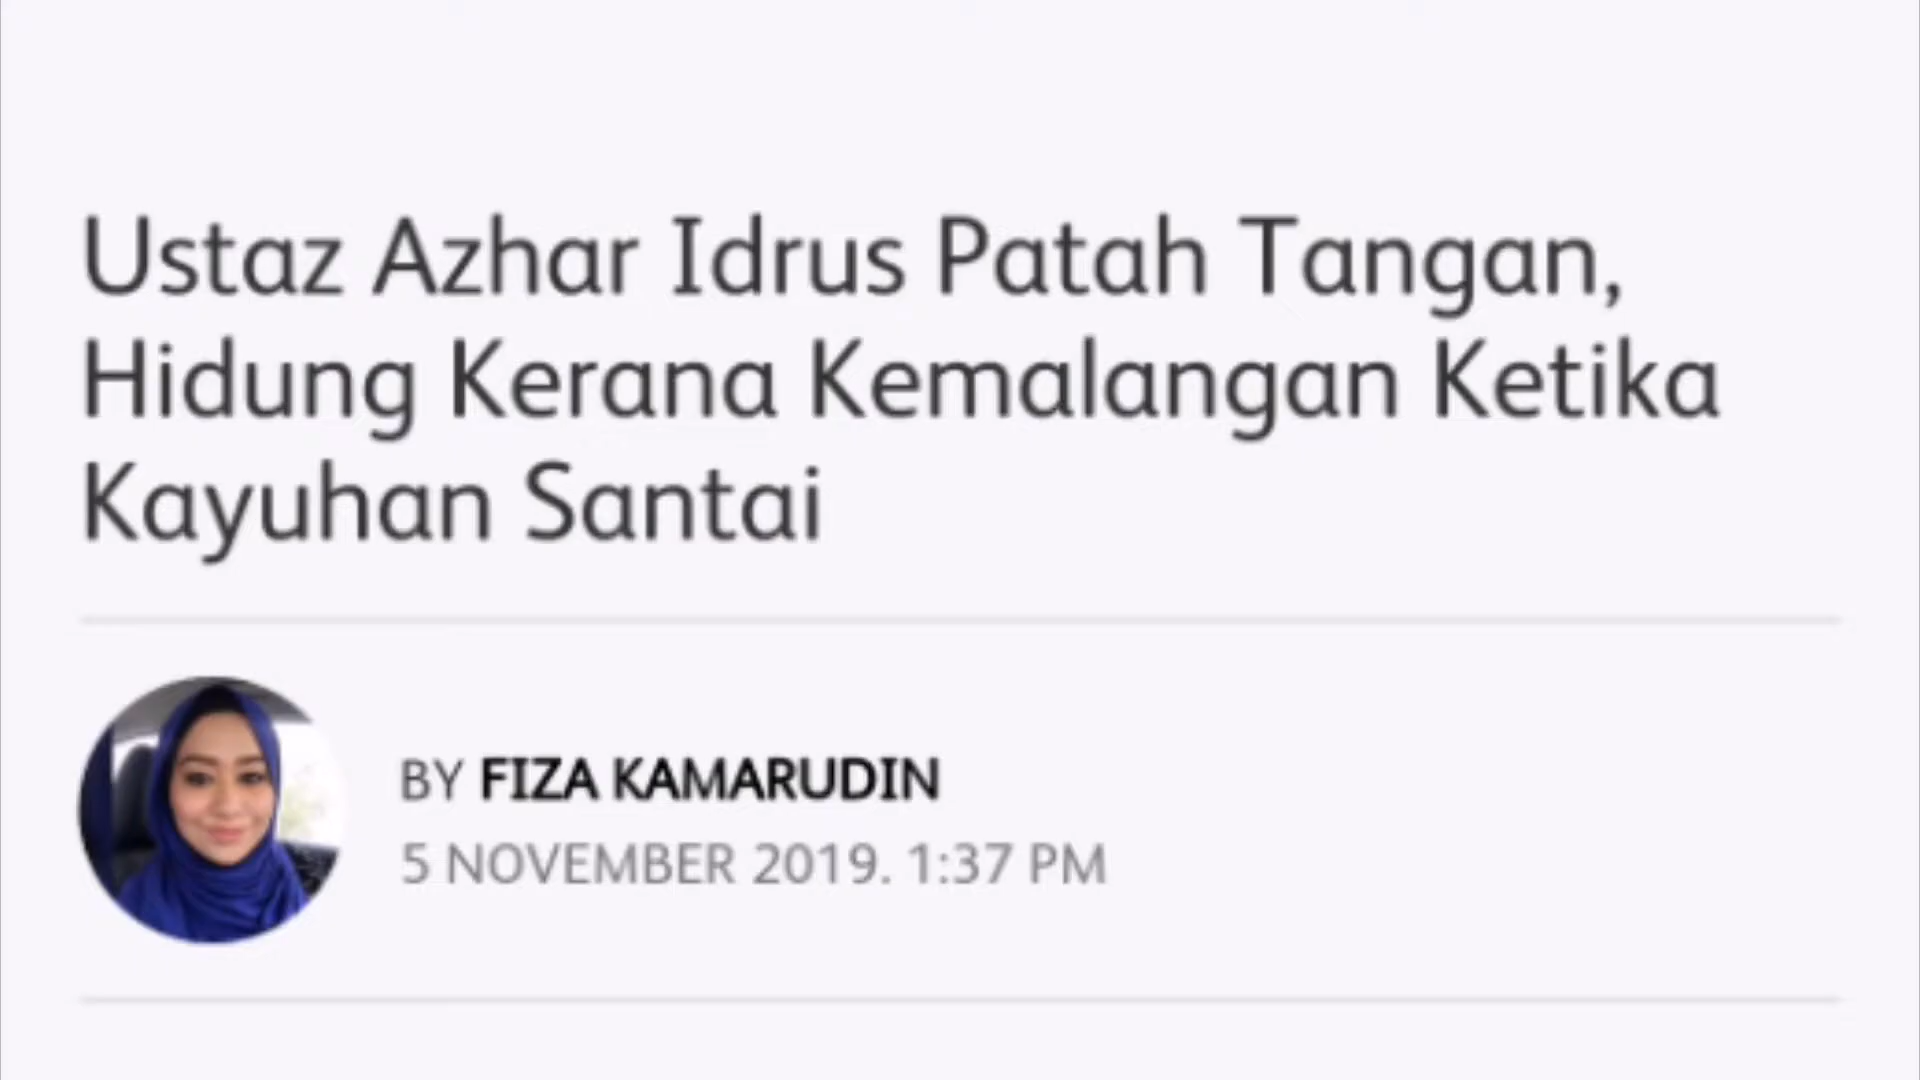 Ustaz Azhar Idrus Patah Tangan,
Hidung Kerana Kemalangan Ketika
Kayuhan Santai
BY FIZA KAMARUDIN
5 NOVEMBER 2019. 1:37 PM